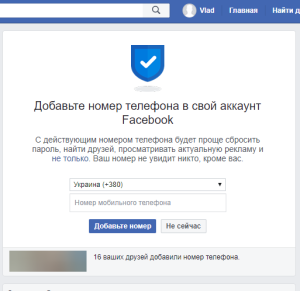 Vlad Главная Найти д
Добавьте номер телефона в свой аккаунт
Facebook
С действующим номером телефона будет проще сбросить
пароль, найти друзей, просматривать актуальную рекламу и
не только. Ваш номер не увидит никто, кроме вас.
Украина (+380)
Номер мобильного телефона
Добавьте номер Не сейчас
16 ваших друзей добавили номер телефона.